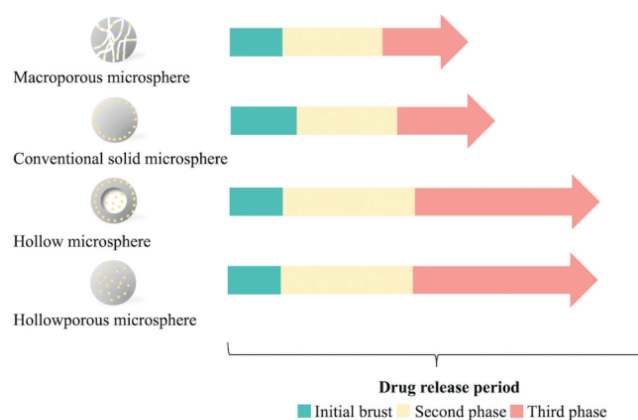 Macroporous microsphere
Conventional solid microsphere
Hollow microsphere
Hollowporous microsphere
Drug release period
Initial brust Second phase Third phase